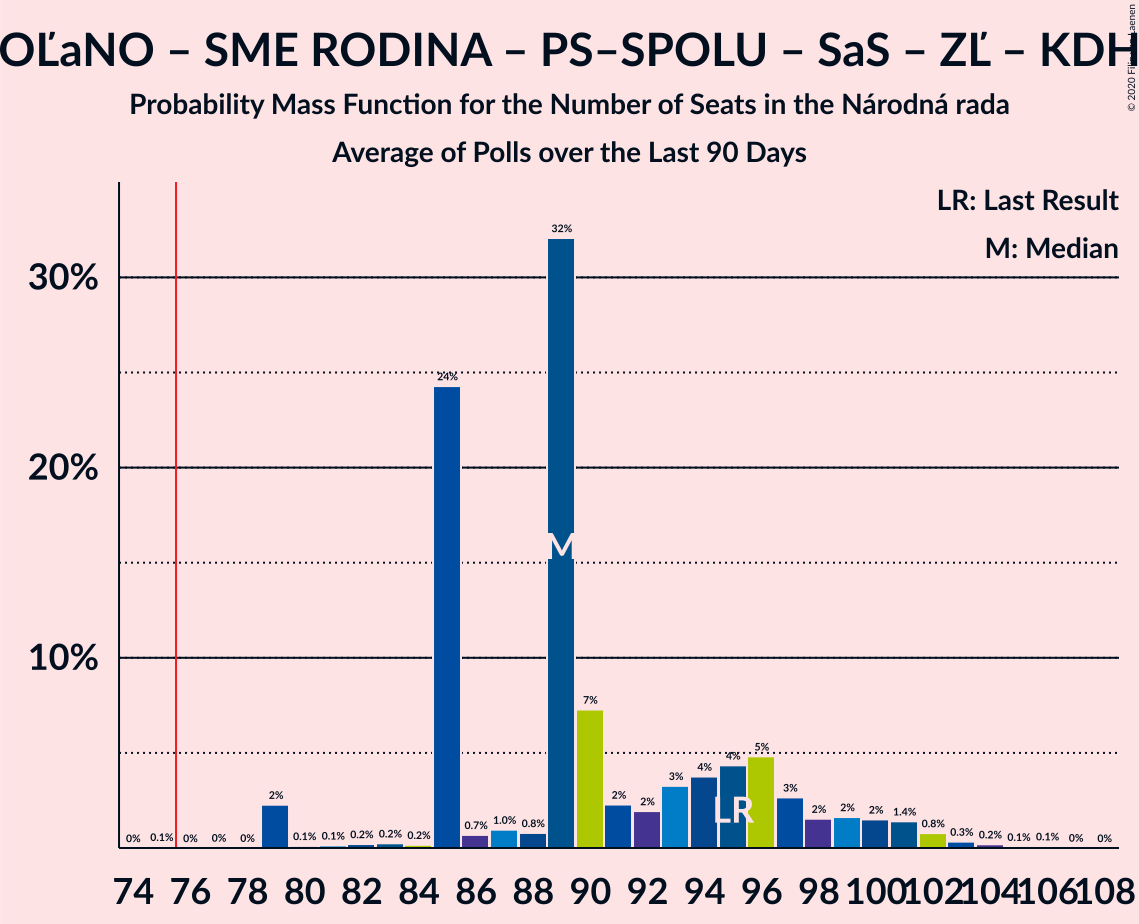 OĽaNO – SME RODINA – PS–SPOLU – SaS – ZĽ – KDH
Probability Mass Function for the Number of Seats in the Národná rada
Average of Polls over the Last 90 Days
© 2020 Filip van Laenen
LR: Last Result
M: Median
30%
20%
10%
0% 0.1% 0% 0% 0% 2% 0.1% 0.1% 0.2% 0.2% 0.2% 24% 0.7% 1.0% 0.8% 32% 7% 2% 2% 3% 4% 4% 5% 3% 2% 2% 2% 1.4% 0.8% 0.3% 0.2% 0.1% 0.1% 0% 0%
M
LR
74 76 78 80 82 84 86 88 90 92 94 96 98 100 102 104 106 108